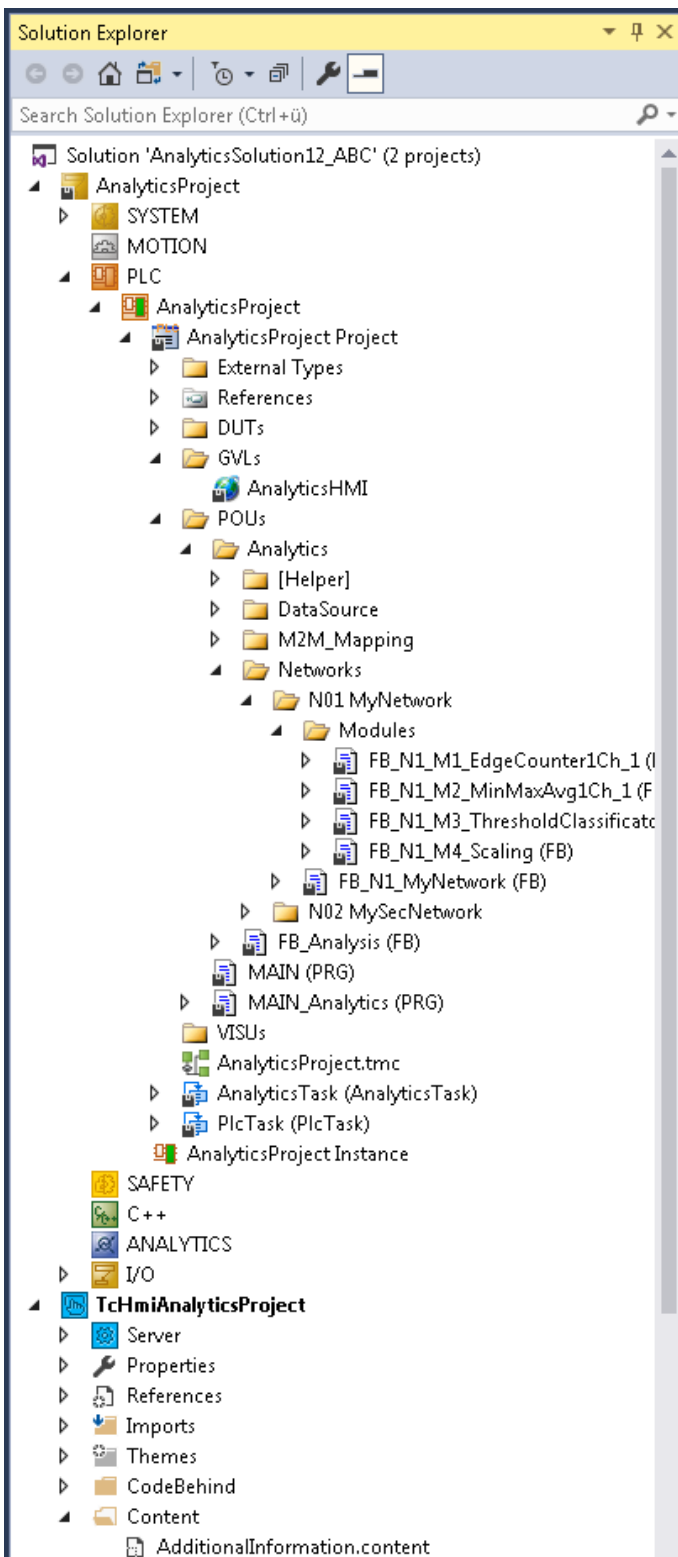 Solution Explorer
Search Solution Explorer (Ctrl+ü)
Solution 'AnalyticsSolution12_ABC' (2 projects)
AnalyticsProject
SYSTEM
MOTION
PLC
AnalyticsProject
AnalyticsProject Project
External Types
References
DUTs
GVLs
AnalyticsHMI
POUs
Analytics
[Helper]
DataSource
M2M_Mapping
Networks
N01 MyNetwork
Modules
FB_N1_M1_EdgeCounter1Ch_1 (
FB_N1_M2_MinMaxAvg1Ch_1 (F
FB_N1_M3_ThresholdClassificato
FB_N1_M4_Scaling (FB)
FB_N1_MyNetwork (FB)
N02 MySecNetwork
FB_Analysis (FB)
MAIN (PRG)
MAIN_Analytics (PRG)
VISUs
AnalyticsProject.tmc
AnalyticsTask (AnalyticsTask)
PlcTask (PlcTask)
AnalyticsProject Instance
SAFETY
C++
ANALYTICS
I/O
TcHmiAnalyticsProject
Server
Properties
References
Imports
Themes
CodeBehind
Content
AdditionalInformation.content